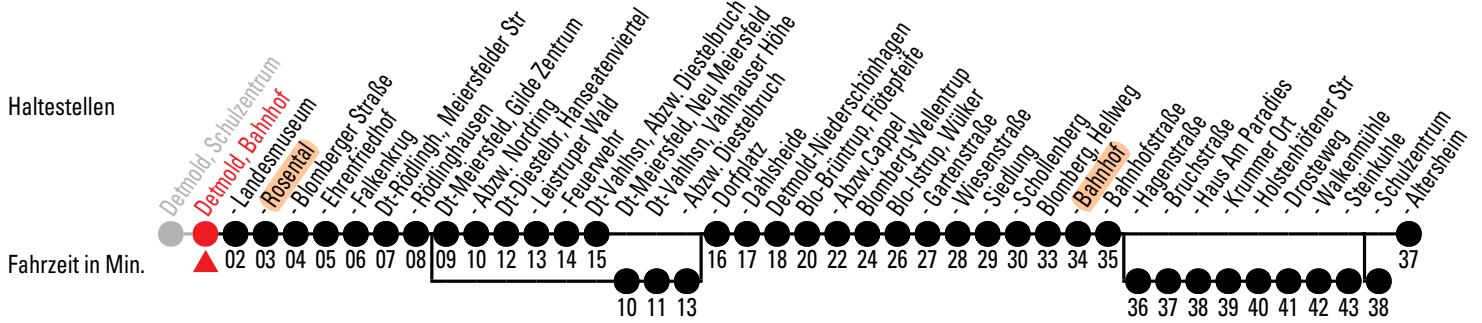 Haltestellen
Detmold, Schulzentrum
Detmold, Bahnhof
- Landesmuseum
- Rosental
- Blomberger Straße
- Ehrenfriedhof
- Falkenkrug
Dt-Rödlingh., Meiersfelder Str
- Rödlinghausen
Dt-Meiersfeld, Gilde Zentrum
- Abzw. Nordring
Dt-Diestelbr, Hanseatenviertel
- Leistruper Wald
- Feuerwehr
Dt-Vahlhsn, Abzw. Diestelbruch
Dt-Meiersfeld, Neu Meiersfeld
Dt-Vahlhsn, Vahlhauser Höhe
- Abzw. Diestelbruch
- Dorfplatz
- Dahlsheide
Detmold-Niederschönhagen
Blo-Brüntrup, Flötepfeife
- Abzw. Cappel
Blomberg-Wellentrup
Blo-Istrup, Wülker
- Gartenstraße
- Wiesenstraße
- Siedlung
- Schollenberg
Blomberg, Hellweg
- Bahnhof
- Bahnhofstraße
- Hagenstraße
- Bruchstraße
- Haus Am Paradies
- Krummer Ort
- Holstenhöfener Str
- Drosteweg
- Walkenmühle
- Steinkuhle
- Schulzentrum
- Altersheim
Fahrzeit in Min.
02 03 04 05 06 07 08 09 10 12 13 14 15 16 17 18 20 22 24 26 27 28 29 30 33 34 35 37
10 11 13 36 37 38 39 40 41 42 43 38